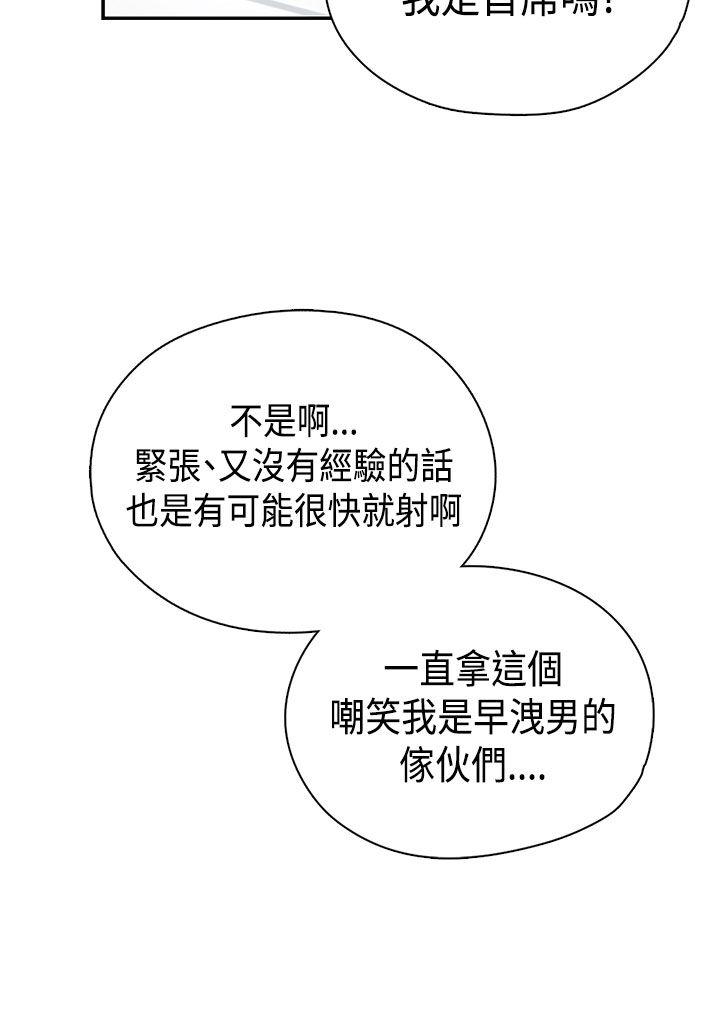 我是首席嗎?
不是啊...
緊張、又沒有經驗的話
也是有可能很快就射啊
一直拿這個
嘲笑我是早洩男的
傢伙們....